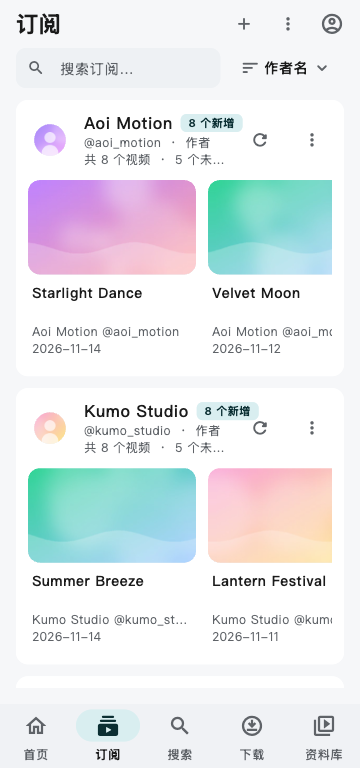 订阅
搜索订阅...
作者名
Aoi Motion 8 个新增
@aoi_motion · 作者
共 8 个视频 · 5 个未...
Starlight Dance
Velvet Moon
Aoi Motion @aoi_motion
Aoi Motion @aoi_mo
2026-11-14
2026-11-12
Kumo Studio 8 个新增
@kumo_studio · 作者
共 8 个视频 · 5 个未...
Summer Breeze
Lantern Festival
Kumo Studio @kumo_st...
Kumo Studio @kumo
2026-11-14
2026-11-11
首页
订阅
搜索
下载
资料库